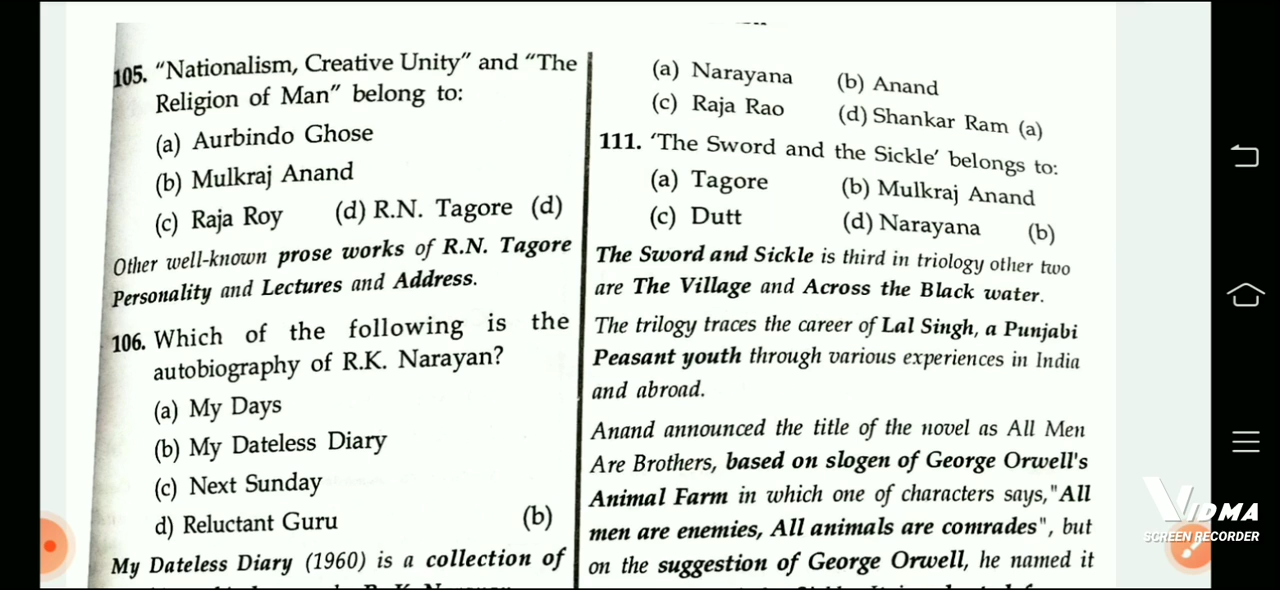 105. “Nationalism, Creative Unity” and “The
Religion of Man” belong to:
(a) Aurbindo Ghose
(b) Mulkraj Anand
(c) Raja Roy (d) R.N. Tagore (d)
Other well-known prose works of R.N. Tagore
Personality and Lectures and Address.
106. Which of the following is the
autobiography of R.K. Narayan?
(a) My Days
(b) My Dateless Diary
(c) Next Sunday
d) Reluctant Guru (b)
My Dateless Diary (1960) is a collection of
(a) Narayana (b) Anand
(c) Raja Rao (d) Shankar Ram (a)
111. ‘The Sword and the Sickle’ belongs to:
(a) Tagore (b) Mulkraj Anand
(c) Dutt (d) Narayana (b)
The Sword and Sickle is third in triology other two
are The Village and Across the Black water.
The trilogy traces the career of Lal Singh, a Punjabi
Peasant youth through various experiences in India
and abroad.
Anand announced the title of the novel as All Men
Are Brothers, based on slogen of George Orwell's
Animal Farm in which one of characters says,"All
men are enemies, All animals are comrades", but
on the suggestion of George Orwell, he named it
VIDMA
SCREEN RECORDER